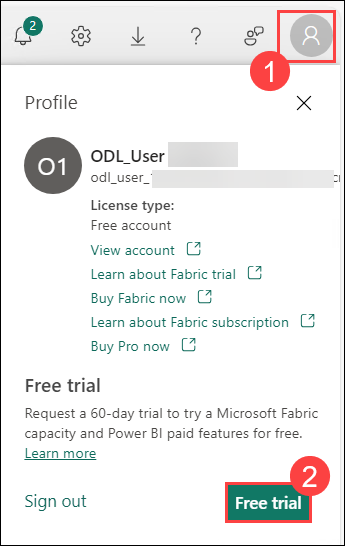 2
1
Profile
O1
ODL_User
odl_user_
License type:
Free account
View account
Learn about Fabric trial
Buy Fabric now
Learn about Fabric subscription
Buy Pro now
Free trial
Request a 60-day trial to try a Microsoft Fabric
capacity and Power BI paid features for free.
Learn more
2
Sign out
Free trial